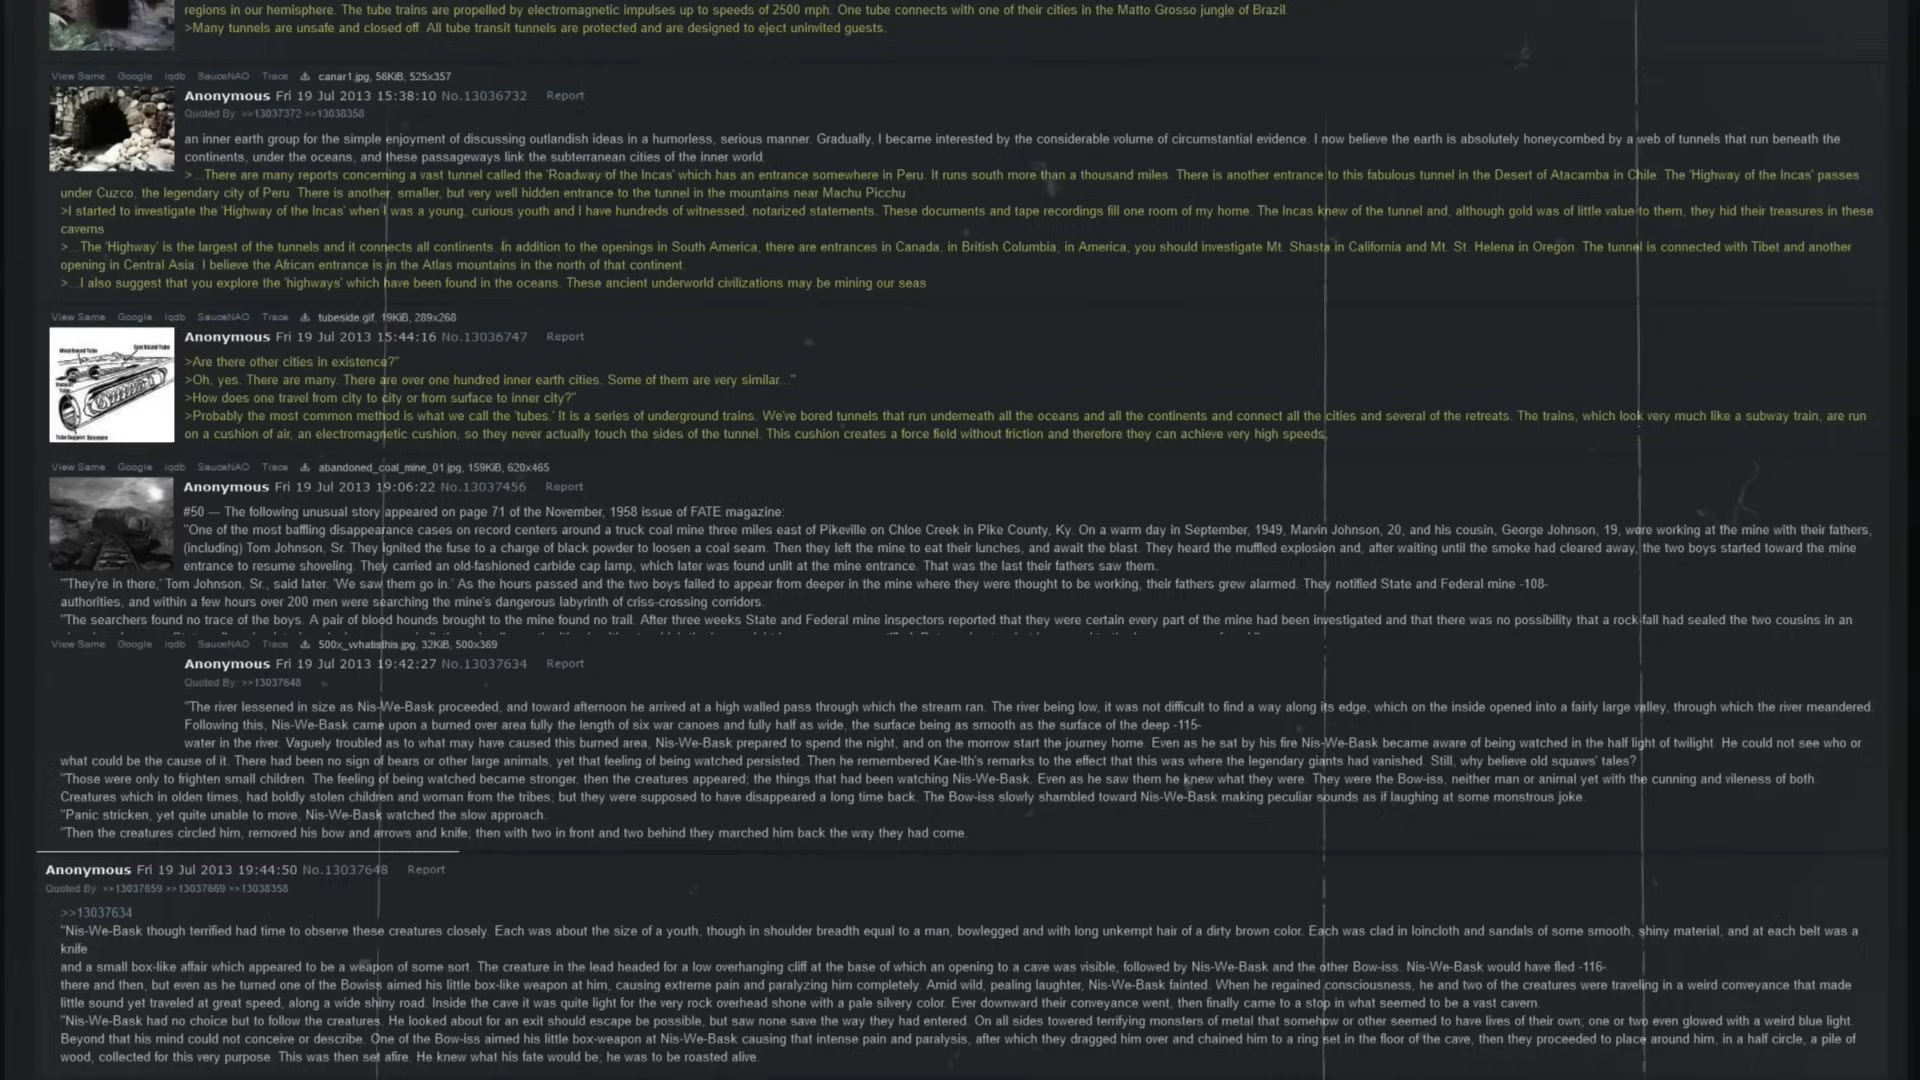 regions in our hemisphere. The tube trains are propelled by electromagnetic impulses up to speeds of 2500 mph. One tube connects with one of their cities in the Matto Grosso jungle of Brazil.
>Many tunnels are unsafe and closed off. All tube transit tunnels are protected and are designed to eject uninvited guests.
View Same Google iqdb SauceNAO Trace canar1.jpg, 56KiB, 525x357
Anonymous Fri 19 Jul 2013 15:38:10 No.13036732 Report
Quoted By: >>13037372 >>13038358
an inner earth group for the simple enjoyment of discussing outlandish ideas in a humorless, serious manner. Gradually, I became interested by the considerable volume of circumstantial evidence. I now believe the earth is absolutely honeycombed by a web of tunnels that run beneath the
continents, under the oceans, and these passageways link the subterranean cities of the inner world.
>...There are many reports concerning a vast tunnel called the 'Roadway of the Incas' which has an entrance somewhere in Peru. It runs south more than a thousand miles. There is another entrance to this fabulous tunnel in the Desert of Atacamba in Chile. The 'Highway of the Incas' passes
under Cuzco, the legendary city of Peru. There is another, smaller, but very well hidden entrance to the tunnel in the mountains near Machu Picchu
>I started to investigate the 'Highway of the Incas' when I was a young, curious youth and I have hundreds of witnessed, notarized statements. These documents and tape recordings fill one room of my home. The Incas knew of the tunnel and, although gold was of little value to them, they hid their treasures in these
caverns
>...The 'Highway' is the largest of the tunnels and it connects all continents. In addition to the openings in South America, there are entrances in Canada, in British Columbia; in America, you should investigate Mt. Shasta in California and Mt. St. Helena in Oregon. The tunnel is connected with Tibet and another
opening in Central Asia. I believe the African entrance is in the Atlas mountains in the north of that continent.
>...I also suggest that you explore the 'highways' which have been found in the oceans. These ancient underworld civilizations may be mining our seas
View Same Google iqdb SauceNAO Trace tubeside.gif, 19KiB, 289x268
Anonymous Fri 19 Jul 2013 15:44:16 No.13036747 Report
>Are there other cities in existence?"
>Oh, yes. There are many. There are over one hundred inner earth cities. Some of them are very similar..."
>How does one travel from city to city or from surface to inner city?"
>Probably the most common method is what we call the 'tubes.' It is a series of underground trains. We've bored tunnels that run underneath all the oceans and all the continents and connect all the cities and several of the retreats. The trains, which look very much like a subway train, are run
on a cushion of air, an electromagnetic cushion, so they never actually touch the sides of the tunnel. This cushion creates a force field without friction and therefore they can achieve very high speeds;
View Same Google iqdb SauceNAO Trace abandoned_coal_mine_01.jpg, 159KiB, 620x465
Anonymous Fri 19 Jul 2013 19:06:22 No.13037456 Report
#50 — The following unusual story appeared on page 71 of the November, 1958 issue of FATE magazine:
"One of the most baffling disappearance cases on record centers around a truck coal mine three miles east of Pikeville on Chloe Creek in Pike County, Ky. On a warm day in September, 1949, Marvin Johnson, 20, and his cousin, George Johnson, 19, were working at the mine with their fathers,
(including) Tom Johnson, Sr. They ignited the fuse to a charge of black powder to loosen a coal seam. Then they left the mine to eat their lunches, and await the blast. They heard the muffled explosion and, after waiting until the smoke had cleared away, the two boys started toward the mine
entrance to resume shoveling. They carried an old-fashioned carbide cap lamp, which later was found unlit at the mine entrance. That was the last their fathers saw them.
"'They're in there,' Tom Johnson, Sr., said later. 'We saw them go in.' As the hours passed and the two boys failed to appear from deeper in the mine where they were thought to be working, their fathers grew alarmed. They notified State and Federal mine -108-
authorities, and within a few hours over 200 men were searching the mine's dangerous labyrinth of criss-crossing corridors.
"The searchers found no trace of the boys. A pair of blood hounds brought to the mine found no trail. After three weeks State and Federal mine inspectors reported that they were certain every part of the mine had been investigated and that there was no possibility that a rock-fall had sealed the two cousins in an
View Same Google iqdb SauceNAO Trace 500x_whatisthis.jpg, 32KiB, 500x369
Anonymous Fri 19 Jul 2013 19:42:27 No.13037634 Report
Quoted By: >>13037648
"The river lessened in size as Nis-We-Bask proceeded, and toward afternoon he arrived at a high walled pass through which the stream ran. The river being low, it was not difficult to find a way along its edge, which on the inside opened into a fairly large valley, through which the river meandered.
Following this, Nis-We-Bask came upon a burned over area fully the length of six war canoes and fully half as wide, the surface being as smooth as the surface of the deep -115-
water in the river. Vaguely troubled as to what may have caused this burned area, Nis-We-Bask prepared to spend the night, and on the morrow start the journey home. Even as he sat by his fire Nis-We-Bask became aware of being watched in the half light of twilight. He could not see who or
what could be the cause of it. There had been no sign of bears or other large animals, yet that feeling of being watched persisted. Then he remembered Kae-lth's remarks to the effect that this was where the legendary giants had vanished. Still, why believe old squaws' tales?
"Those were only to frighten small children. The feeling of being watched became stronger, then the creatures appeared; the things that had been watching Nis-We-Bask. Even as he saw them he knew what they were. They were the Bow-iss, neither man or animal yet with the cunning and vileness of both.
Creatures which in olden times, had boldly stolen children and woman from the tribes; but they were supposed to have disappeared a long time back. The Bow-iss slowly shambled toward Nis-We-Bask making peculiar sounds as if laughing at some monstrous joke.
"Panic stricken, yet quite unable to move, Nis-We-Bask watched the slow approach.
"Then the creatures circled him, removed his bow and arrows and knife; then with two in front and two behind they marched him back the way they had come.
Anonymous Fri 19 Jul 2013 19:44:50 No.13037648 Report
Quoted By: >>13037659 >>13037669 >>13038358
>>13037634
"Nis-We-Bask though terrified had time to observe these creatures closely. Each was about the size of a youth, though in shoulder breadth equal to a man, bowlegged and with long unkempt hair of a dirty brown color. Each was clad in loincloth and sandals of some smooth, shiny material, and at each belt was a
knife
and a small box-like affair which appeared to be a weapon of some sort. The creature in the lead headed for a low overhanging cliff at the base of which an opening to a cave was visible, followed by Nis-We-Bask and the other Bow-iss. Nis-We-Bask would have fled -116-
there and then, but even as he turned one of the Bowiss aimed his little box-like weapon at him, causing extreme pain and paralyzing him completely. Amid wild, pealing laughter, Nis-We-Bask fainted. When he regained consciousness, he and two of the creatures were traveling in a weird conveyance that made
little sound yet traveled at great speed, along a wide shiny road. Inside the cave it was quite light for the very rock overhead shone with a pale silvery color. Ever downward their conveyance went, then finally came to a stop in what seemed to be a vast cavern.
"Nis-We-Bask had no choice but to follow the creatures. He looked about for an exit should escape be possible, but saw none save the way they had entered. On all sides towered terrifying monsters of metal that somehow or other seemed to have lives of their own; one or two even glowed with a weird blue light.
Beyond that his mind could not conceive or describe. One of the Bow-iss aimed his little box-weapon at Nis-We-Bask causing that intense pain and paralysis, after which they dragged him over and chained him to a ring set in the floor of the cave, then they proceeded to place around him, in a half circle, a pile of
wood, collected for this very purpose. This was then set afire. He knew what his fate would be; he was to be roasted alive.